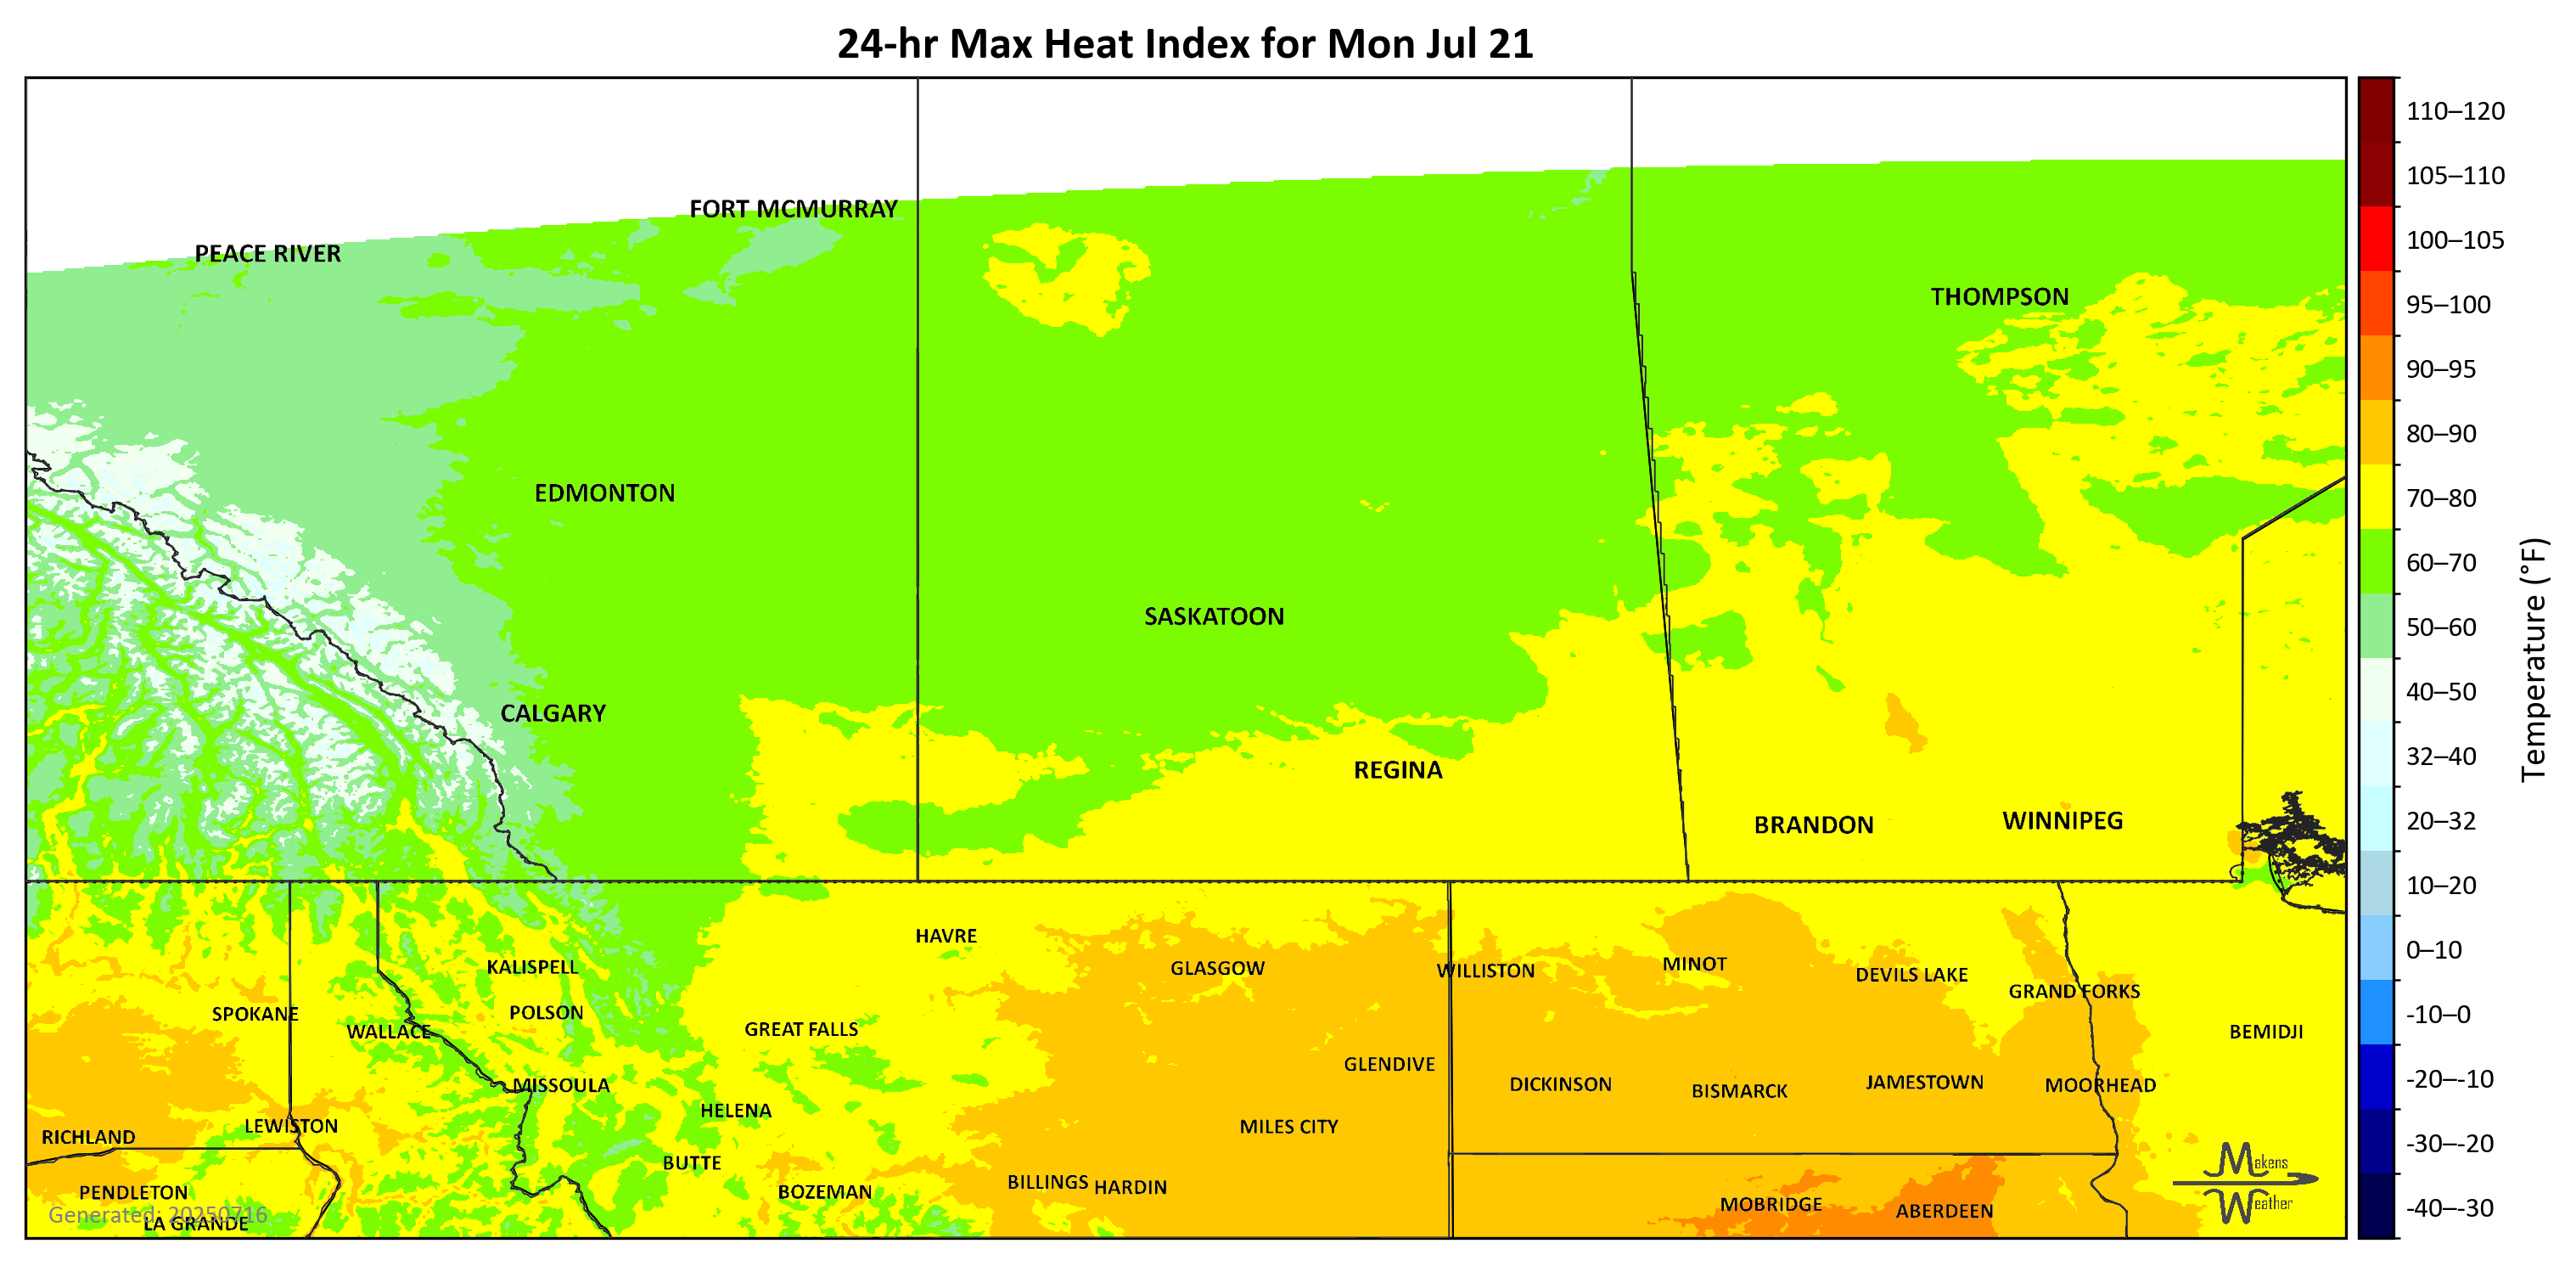 24-hr Max Heat Index for Mon Jul 21
110–120
105–110
FORT MCMURRAY
100–105
PEACE RIVER
THOMPSON
95–100
90–95
80–90
EDMONTON
70–80
60–70
SASKATOON
50–60
Temperature (°F)
40–50
CALGARY
32–40
REGINA
BRANDON
WINNIPEG
20–32
10–20
HAVRE
0–10
KALISPELL
GLASGOW
WILLISTON
MINOT
DEVILS LAKE
GRAND FORKS
SPOKANE
POLSON
-10–0
WALLACE
GREAT FALLS
BEMIDJI
GLENDIVE
-20–-10
MISSOULA
DICKINSON
BISMARCK
JAMESTOWN
MOORHEAD
HELENA
LEWISTON
MILES CITY
RICHLAND
-30–-20
BUTTE
Makens
Weather
PENDLETON
BOZEMAN
BILLINGS
HARDIN
MOBRIDGE
ABERDEEN
-40–-30
Generated: 20250716
LA GRANDE